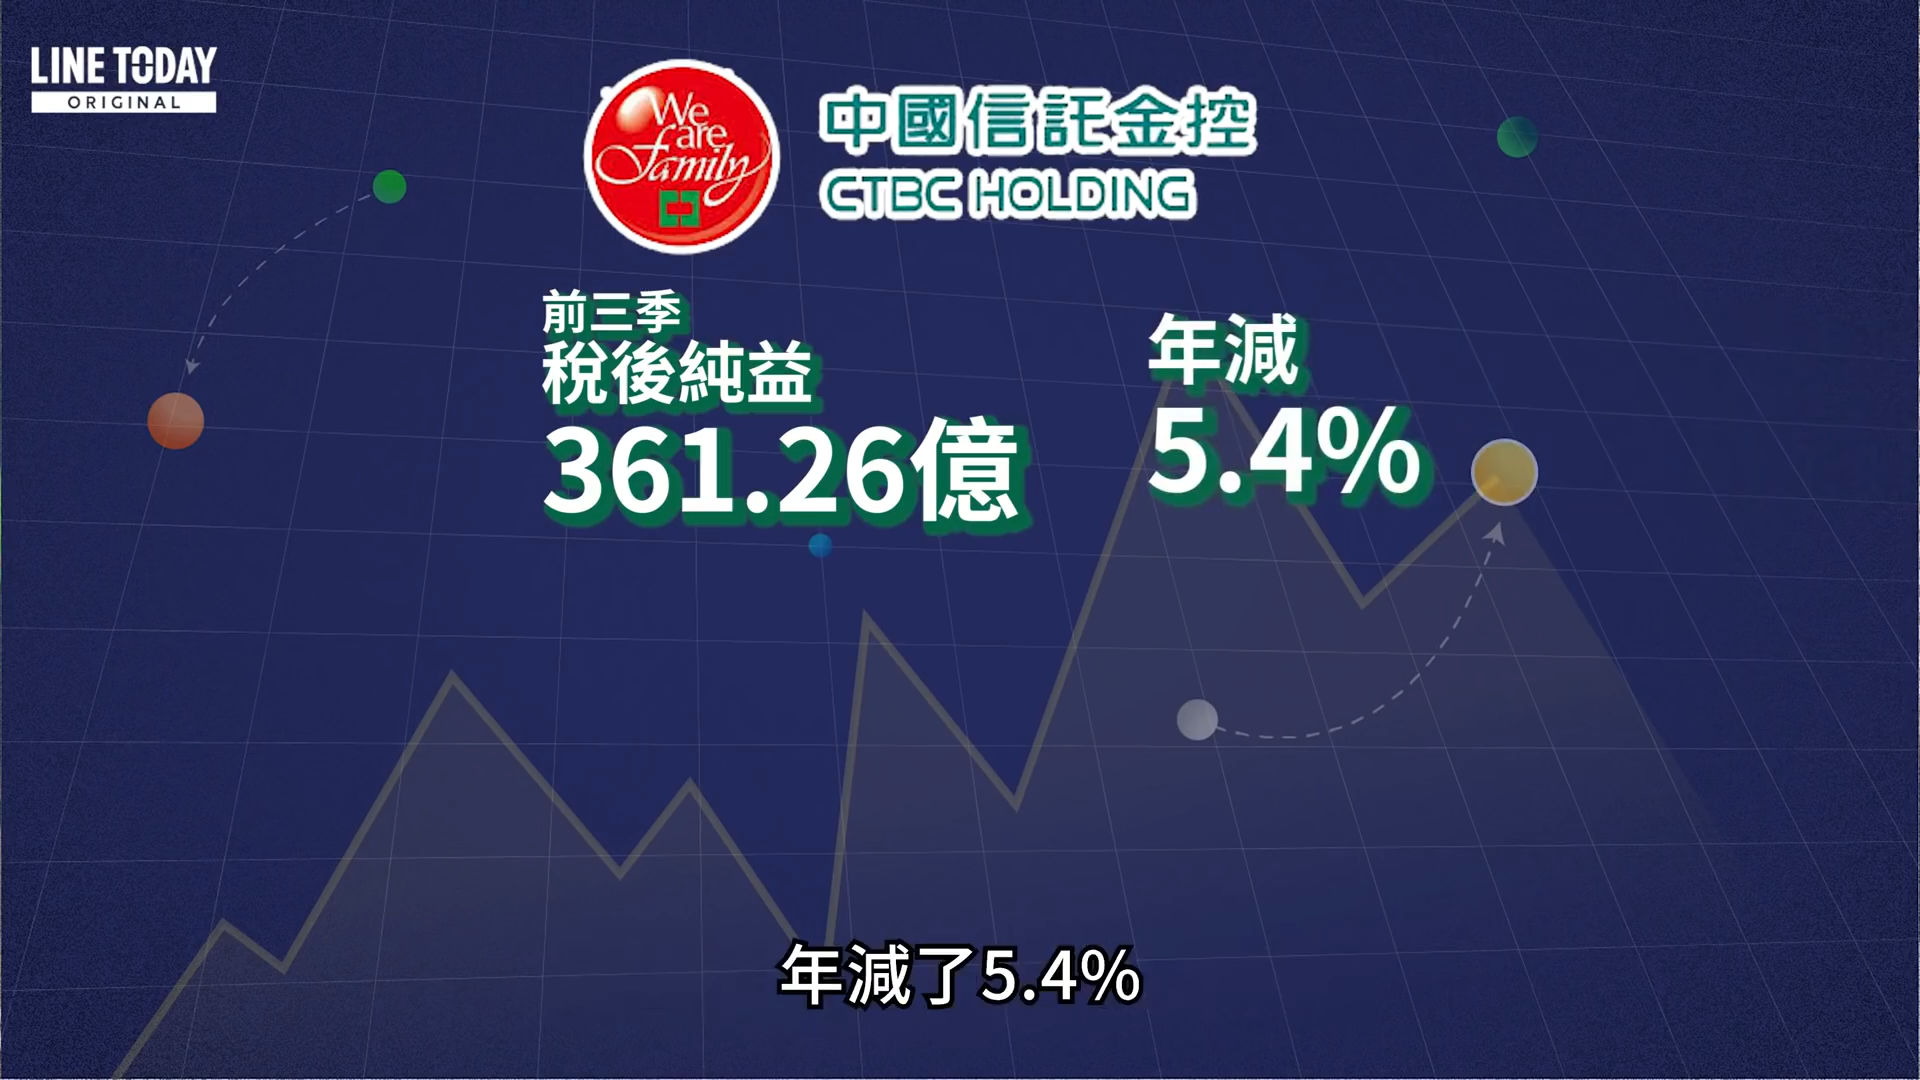 LINE TODAY
ORIGINAL
We
are
Family
中國信託金控
CTBC HOLDING
前三季
稅後純益
361.26億
年減
5.4%
年減了5.4%